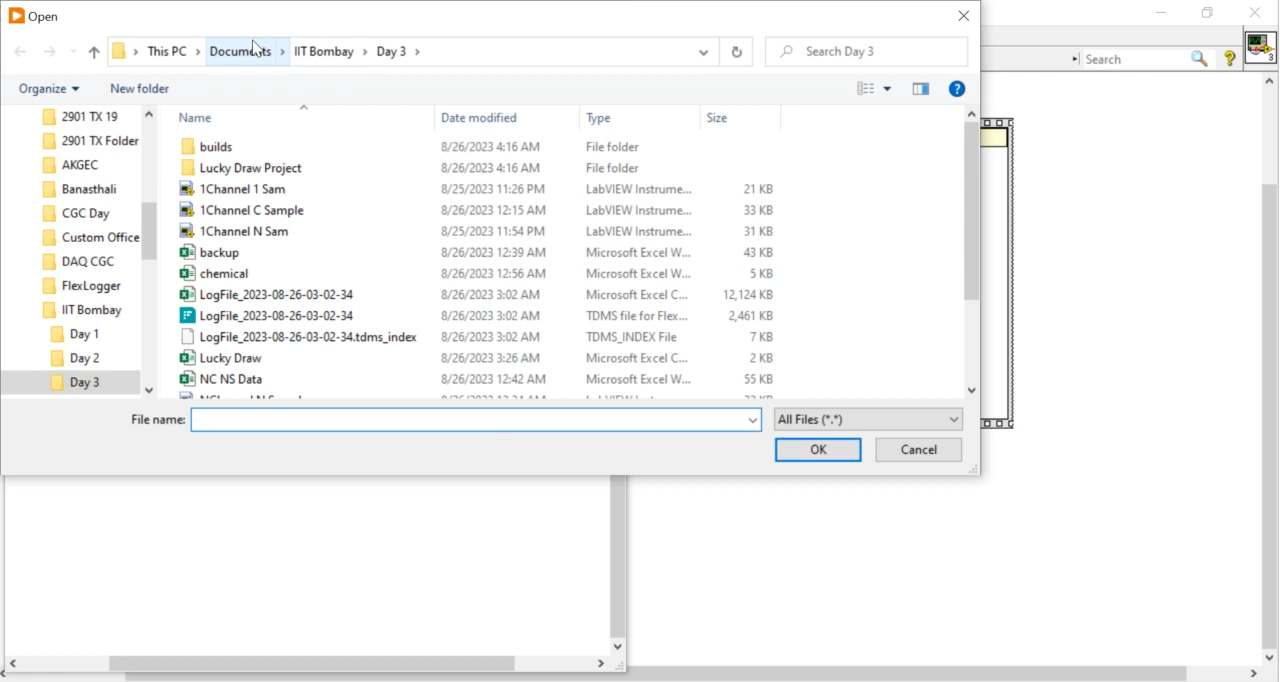 Open
This PC > Documents > IIT Bombay > Day 3 >
Search Day 3
Search
3
Organize
New folder
2901 TX 19
2901 TX Folder
AKGEC
Banasthali
CGC Day
Custom Office
DAQ CGC
FlexLogger
IIT Bombay
Day 1
Day 2
Day 3
Name Date modified Type Size
builds 8/26/2023 4:16 AM File folder
Lucky Draw Project 8/26/2023 4:16 AM File folder
1Channel 1 Sam 8/25/2023 11:26 PM LabVIEW Instrume... 21 KB
1Channel C Sample 8/26/2023 12:15 AM LabVIEW Instrume... 33 KB
1Channel N Sam 8/25/2023 11:54 PM LabVIEW Instrume... 31 KB
backup 8/26/2023 12:39 AM Microsoft Excel W... 43 KB
chemical 8/26/2023 12:56 AM Microsoft Excel W... 5 KB
LogFile_2023-08-26-03-02-34 8/26/2023 3:02 AM Microsoft Excel C... 12,124 KB
LogFile_2023-08-26-03-02-34 8/26/2023 3:02 AM TDMS file for Flex... 2,461 KB
LogFile_2023-08-26-03-02-34.tdms_index 8/26/2023 3:02 AM TDMS_INDEX File 7 KB
Lucky Draw 8/26/2023 3:26 AM Microsoft Excel C... 2 KB
NC NS Data 8/26/2023 12:42 AM Microsoft Excel W... 55 KB
File name:
All Files (*.*)
OK
Cancel